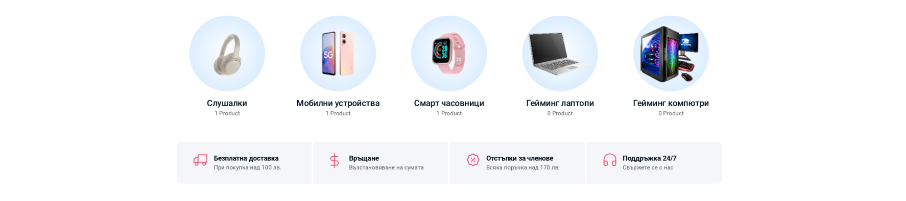 5G
Слушалки
1 Product
Мобилни устройства
1 Product
Смарт часовници
1 Product
Гейминг лаптопи
0 Product
Гейминг компютри
0 Product
Безплатна доставка
При покупка над 100 лв.
Връщане
Възстановяване на сумата
Отстъпки за членове
Всяка поръчка над 170 лв.
Поддръжка 24/7
Свържете се с нас